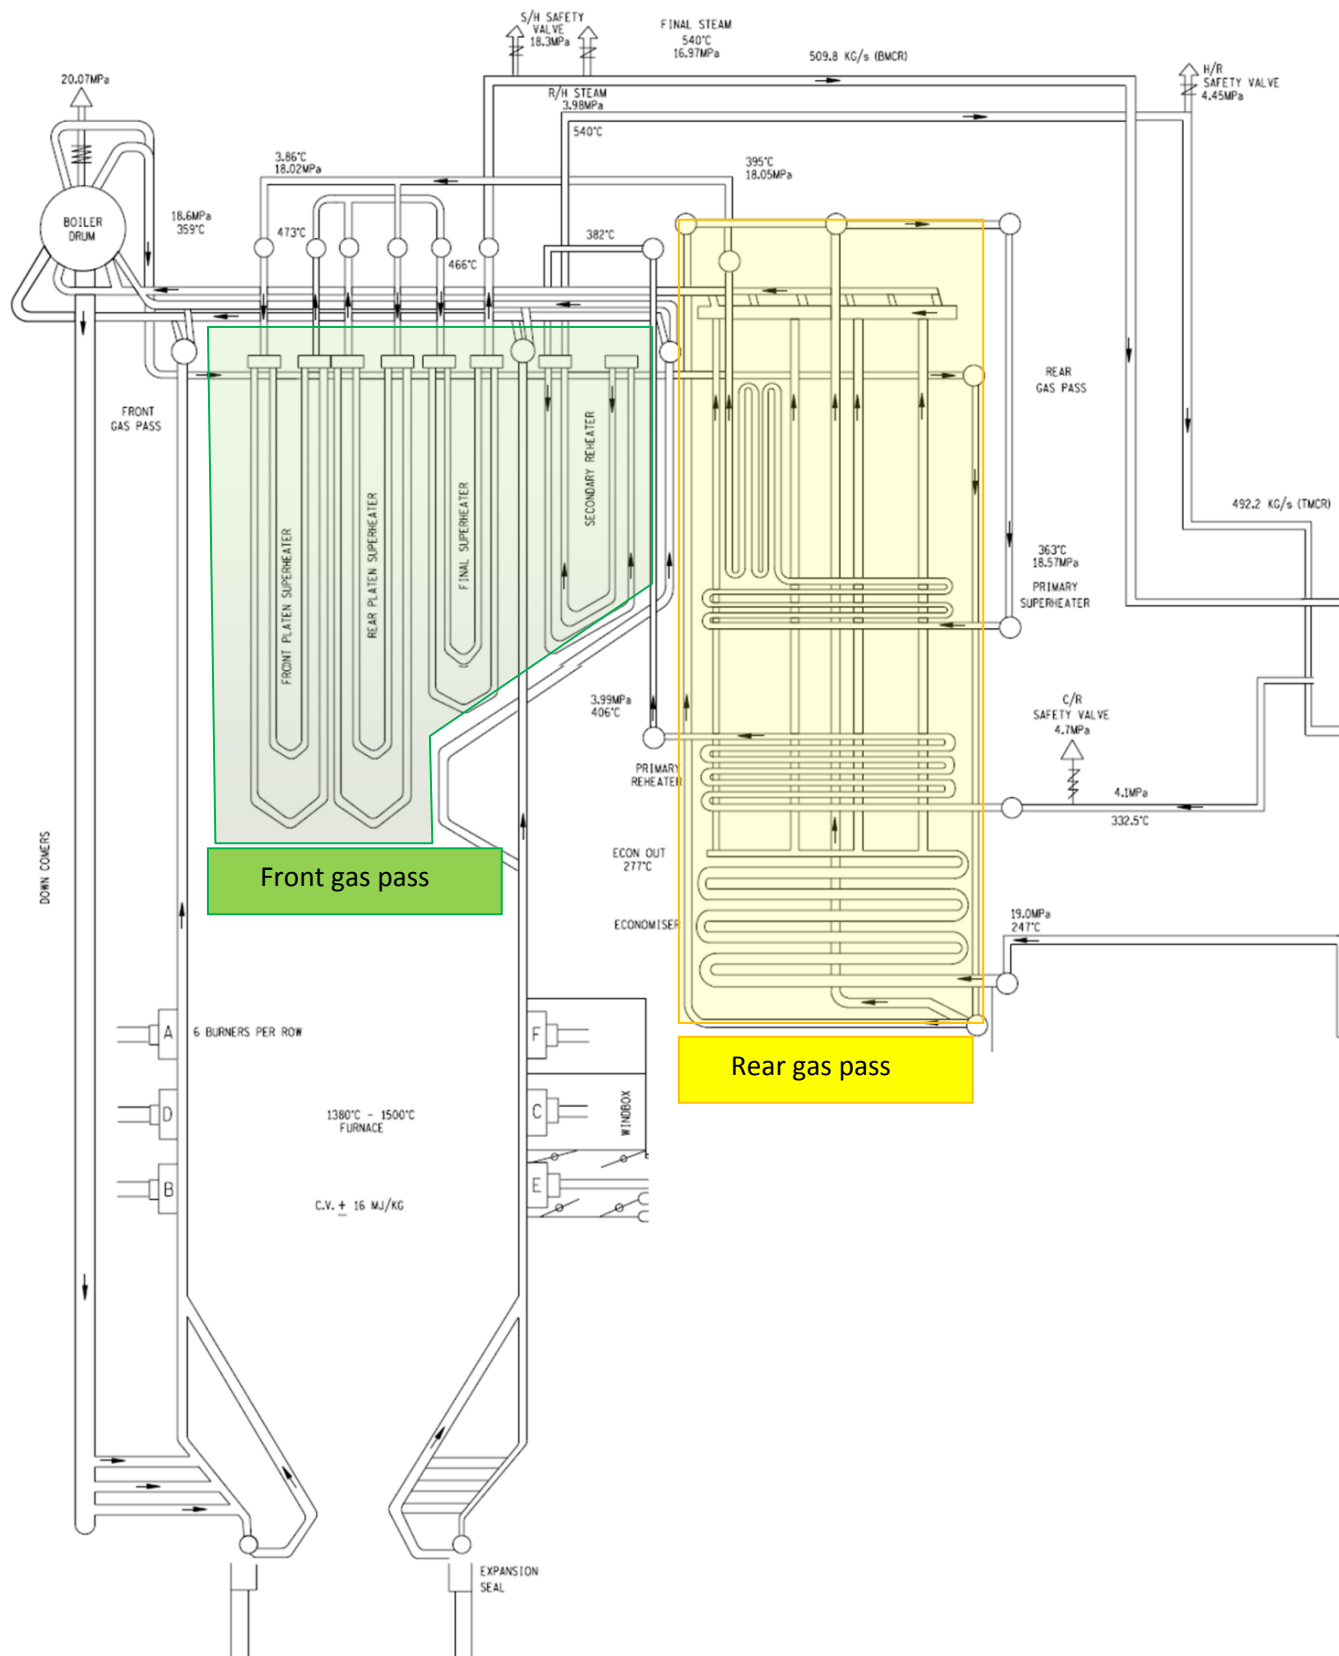 S/H SAFETY
VALVE
18.3MPa
FINAL STEAM
540°C
16.97MPa
509.8 KG/s (BMCR)
H/R
SAFETY VALVE
4.45MPa
20.07MPa
R/H STEAM
3.98MPa
540°C
3.86°C
18.02MPa
395°C
18.05MPa
BOILER
DRUM
18.6MPa
359°C
473°C
466°C
382°C
FRONT
GAS PASS
REAR
GAS PASS
FRONT PLATEN SUPERHEATER
REAR PLATEN SUPERHEATER
FINAL SUPERHEATER
SECONDARY REHEATER
492.2 KG/s (TMCR)
363°C
18.57MPa
PRIMARY
SUPERHEATER
3.99MPa
406°C
C/R
SAFETY VALVE
4.7MPa
PRIMARY
REHEATER
4.1MPa
332.5°C
DOWN COMERS
ECON OUT
277°C
Front gas pass
ECONOMISER
19.0MPa
247°C
A
6 BURNERS PER ROW
F
Rear gas pass
D
1380°C - 1500°C
FURNACE
C
WINDBOX
B
C.V. ± 16 MJ/KG
E
EXPANSION
SEAL